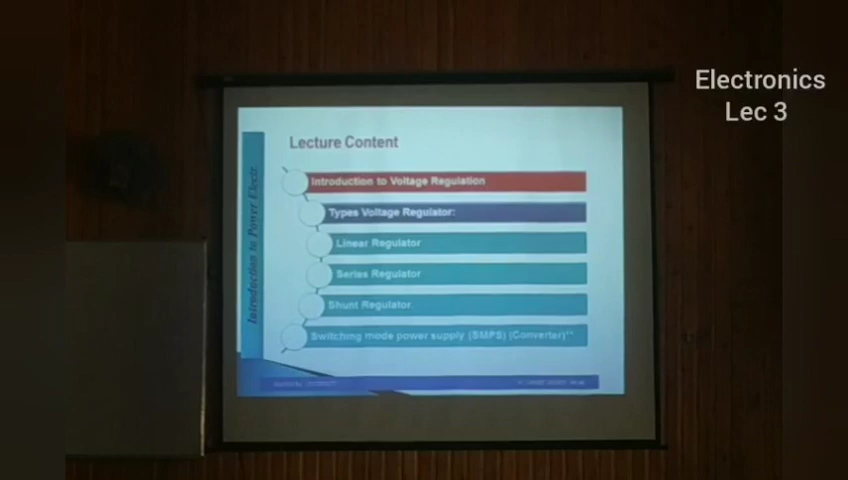 Electronics
Lec 3
Lecture Content
Introduction to Power Electr
Introduction to Voltage Regulation
Types Voltage Regulator:
Linear Regulator
Series Regulator
Shunt Regulator
Switching mode power supply (SMPS) (Converter)**